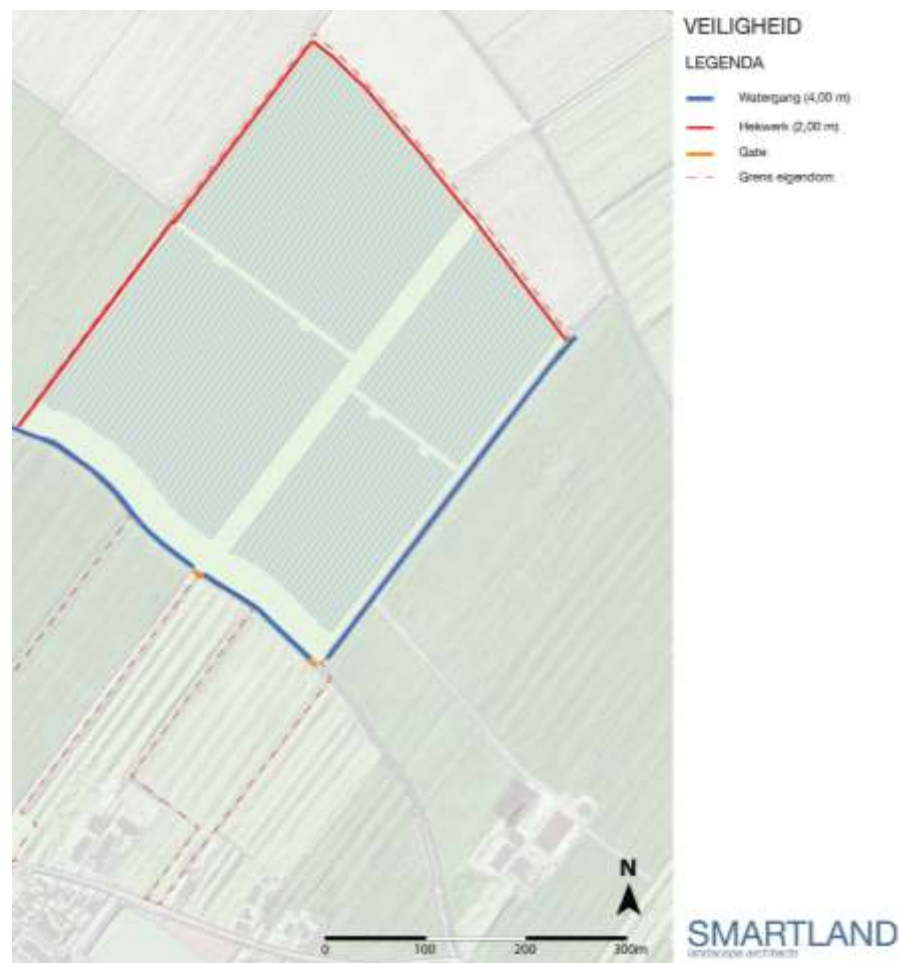 VEILIGHEID
LEGENDA
Watergang (4,00 m)
Hekwerk (2,00 m)
Gate
Grens eigendom
N
0 100 200 300m
SMARTLAND
landscape architects